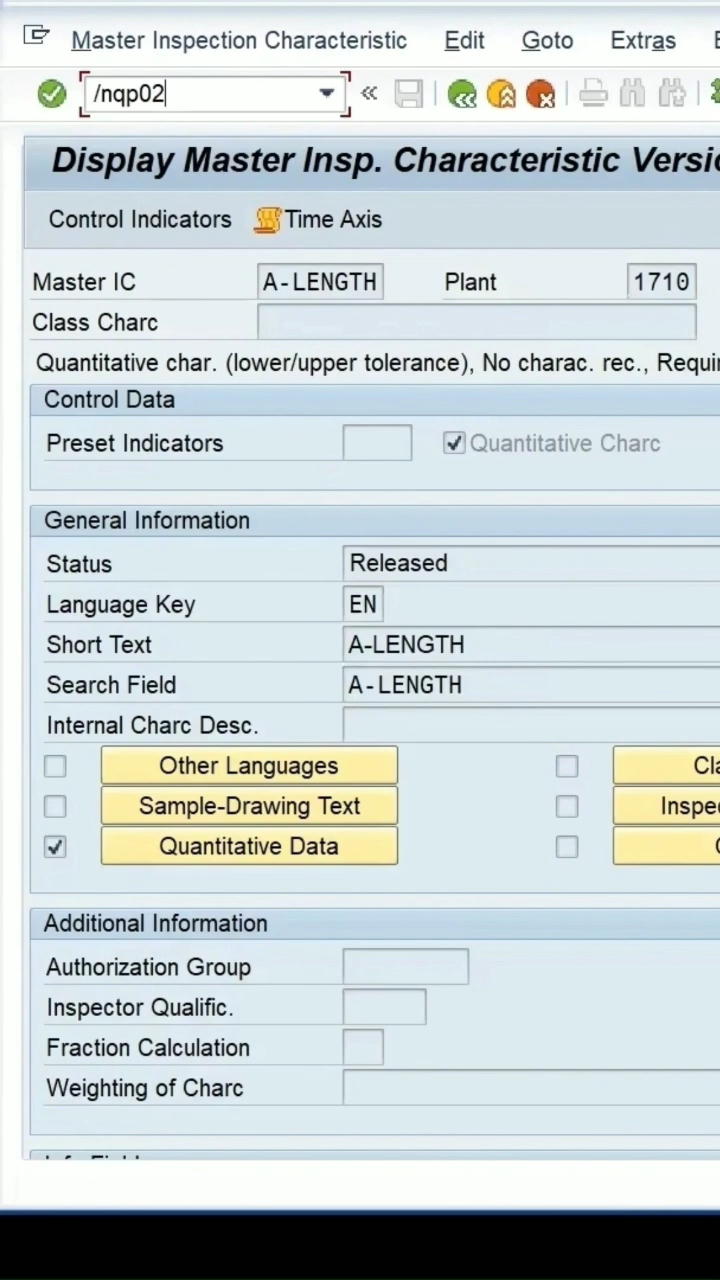 Master Inspection Characteristic Edit Goto Extras
/nqp02
Display Master Insp. Characteristic
Control Indicators Time Axis
Master IC A-LENGTH Plant 1710
Class Charc
Quantitative char. (lower/upper tolerance), No charac. rec.,
Control Data
Preset Indicators Quantitative Charc
General Information
Status Released
Language Key EN
Short Text A-LENGTH
Search Field A-LENGTH
Internal Charc Desc.
Other Languages
Sample-Drawing Text
Quantitative Data
Additional Information
Authorization Group
Inspector Qualific.
Fraction Calculation
Weighting of Charc